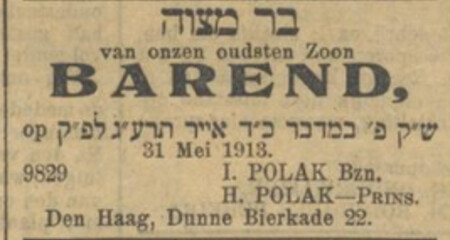 בר מצוה
van onzen oudsten Zoon
BAREND,
op ש״ק פ׳ במדבר כ״ד אייר תרע״ג לפ״ק
31 Mei 1913.
9829 I. POLAK Bzn.
H. POLAK—PRINS.
Den Haag, Dunne Bierkade 22.